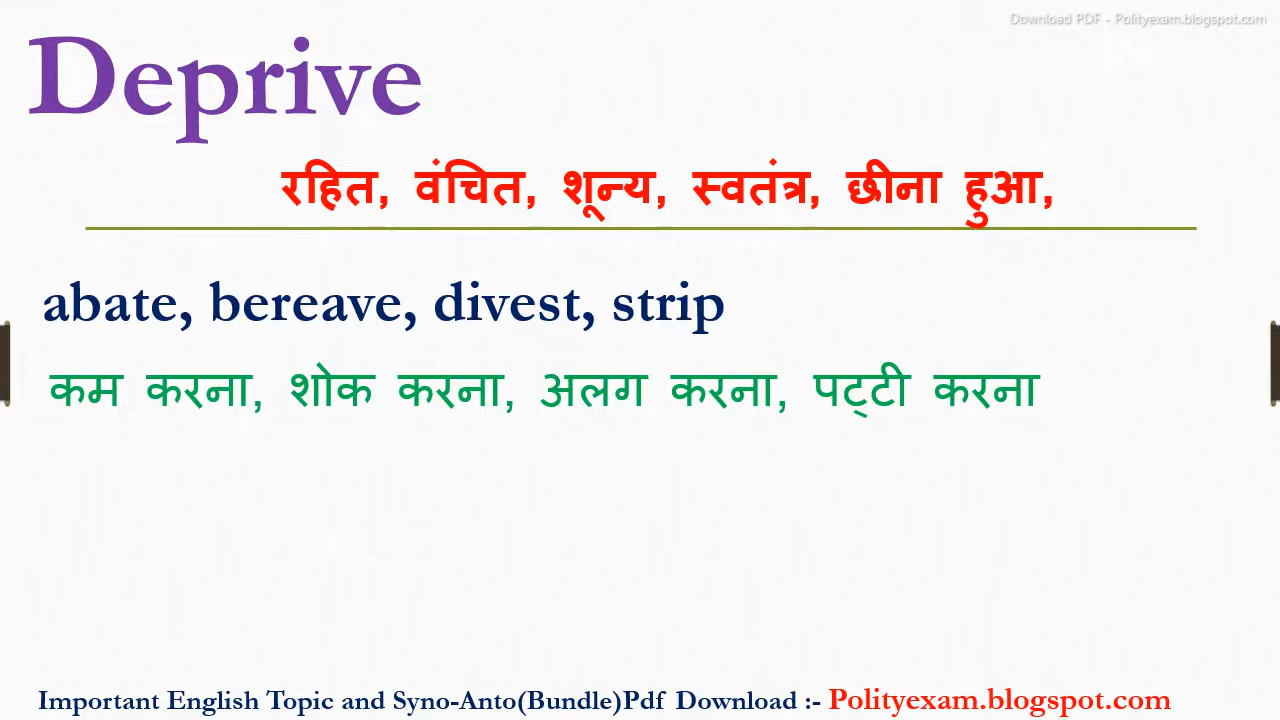 Download PDF - Polityexam.blogspot.com
Deprive
रहित, वंचित, शून्य, स्वतंत्र, छीना हुआ,
abate, bereave, divest, strip
कम करना, शोक करना, अलग करना, पट्टी करना
Important English Topic and Syno-Anto(Bundle)Pdf Download :- Polityexam.blogspot.com